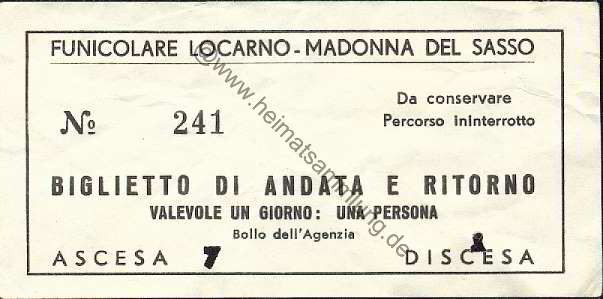 FUNICOLARE LOCARNO - MADONNA DEL SASSO
Da conservare
№ 241
Percorso ininterrotto
BIGLIETTO DI ANDATA E RITORNO
VALEVOLE UN GIORNO: UNA PERSONA
Bollo dell'Agenzia
ASCESA 7 DISCESA
@www.heimatsammlung.de